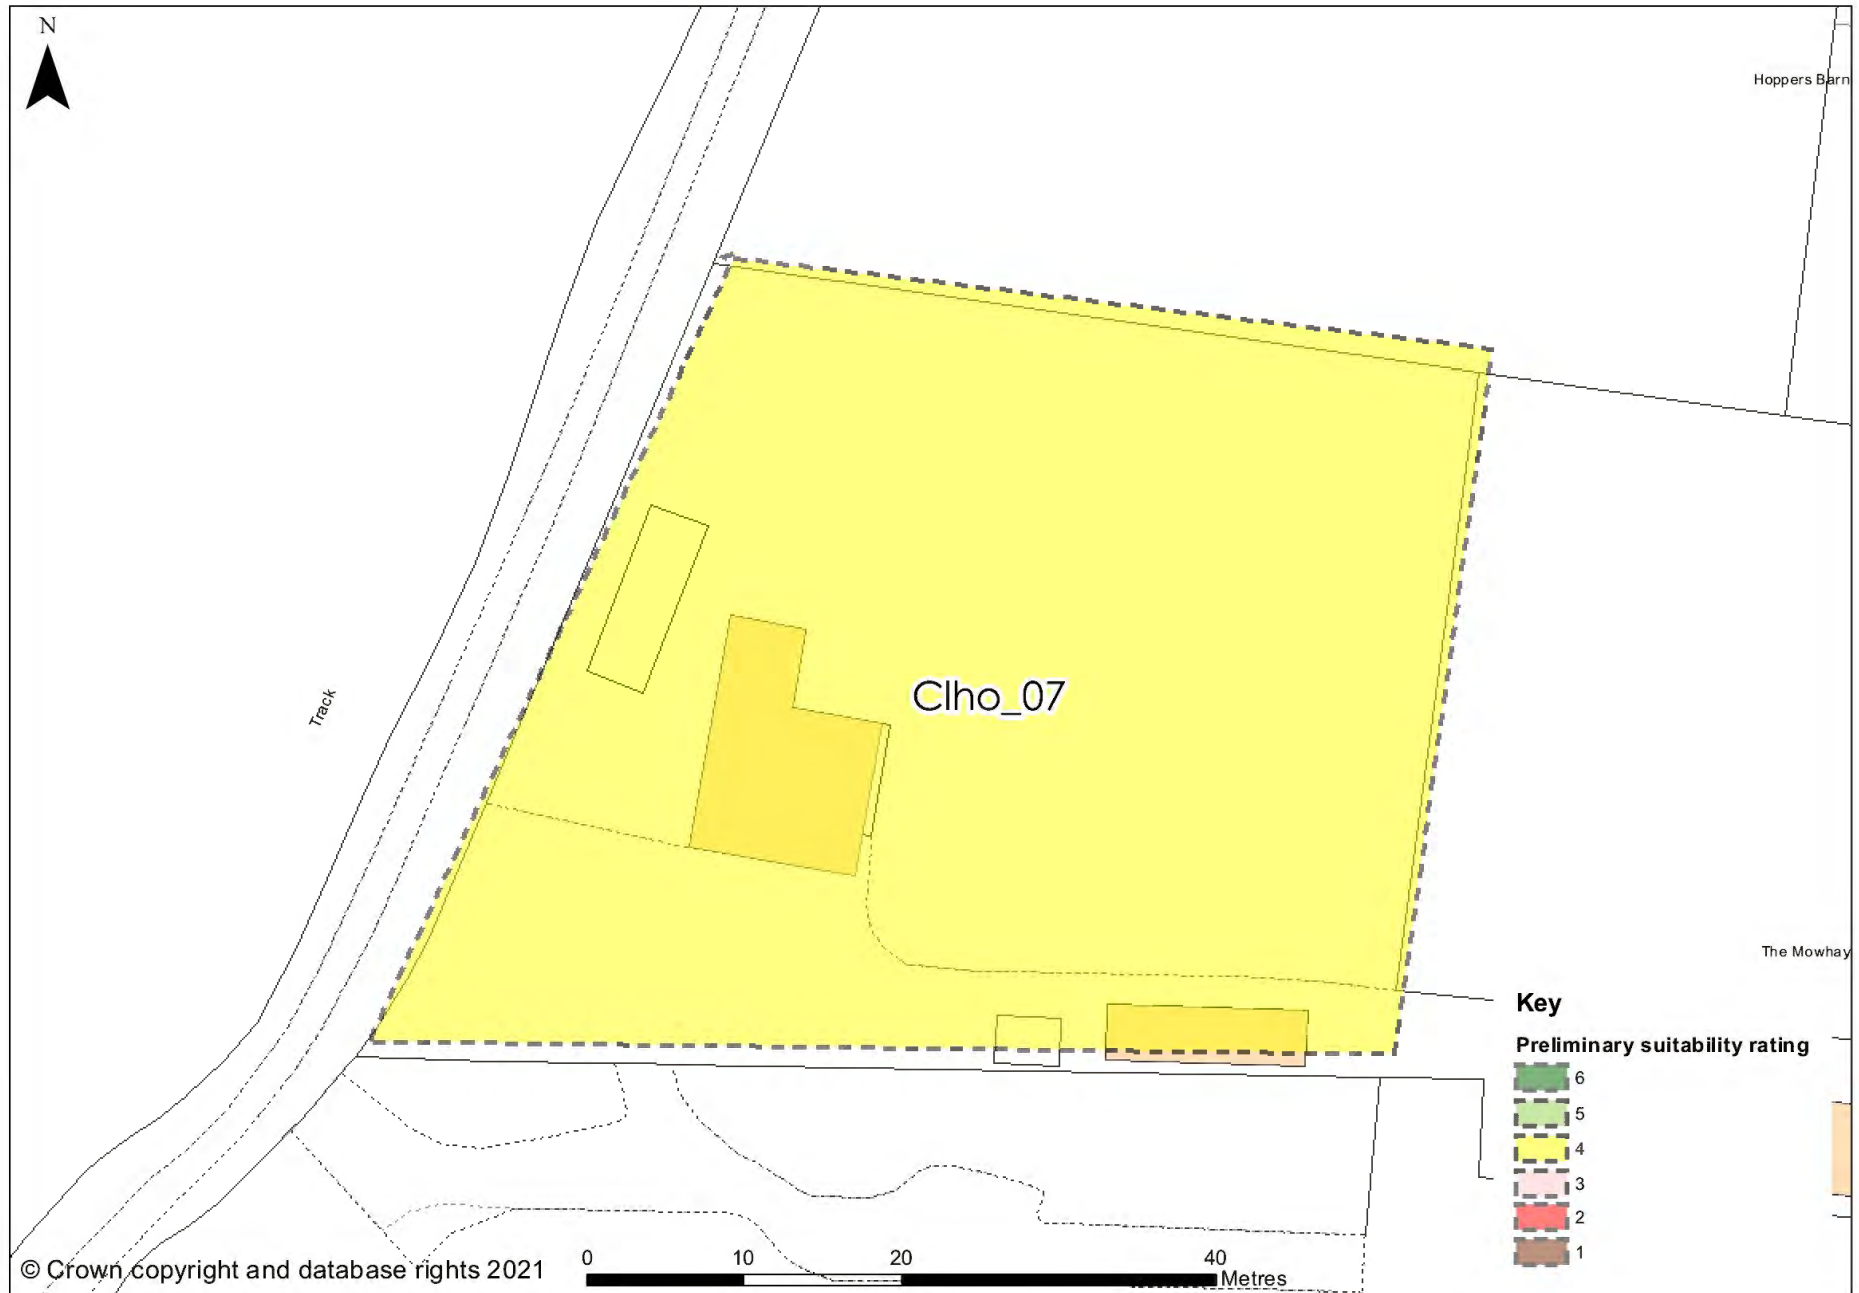 N
Hoppers Barn
Track
Clho_07
The Mowhay
Key
Preliminary suitability rating
6
5
4
3
2
1
0 10 20 40
Metres
© Crown copyright and database rights 2021